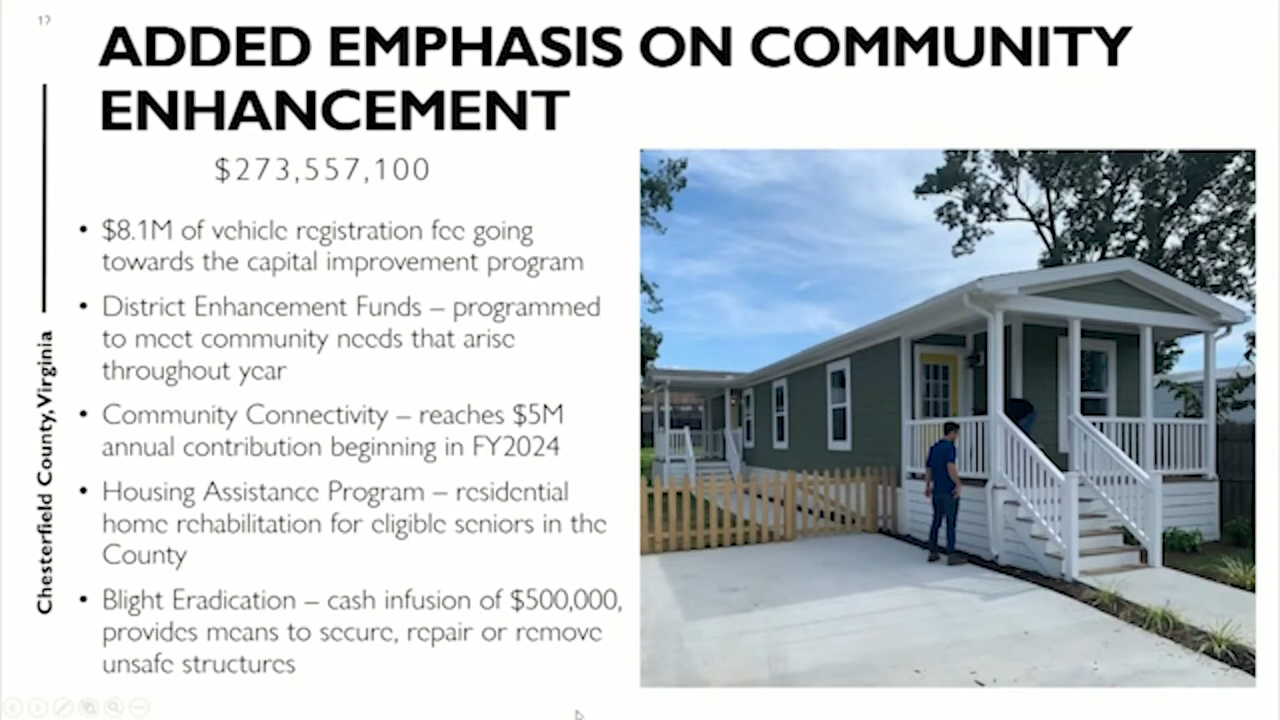 12
ADDED EMPHASIS ON COMMUNITY
ENHANCEMENT
$273,557,100
• $8.1M of vehicle registration fee going
towards the capital improvement program
• District Enhancement Funds – programmed
to meet community needs that arise
throughout year
• Community Connectivity – reaches $5M
annual contribution beginning in FY2024
• Housing Assistance Program – residential
home rehabilitation for eligible seniors in the
County
• Blight Eradication – cash infusion of $500,000,
provides means to secure, repair or remove
unsafe structures
Chesterfield County, Virginia